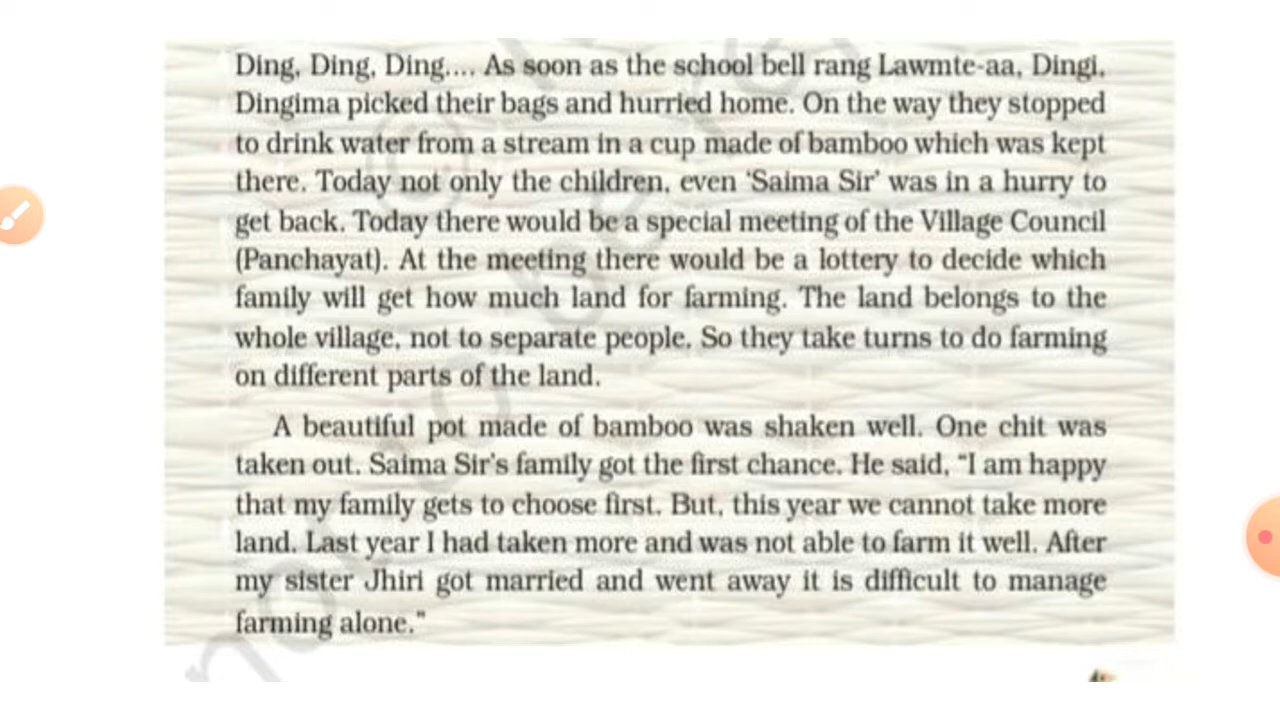 Ding, Ding, Ding.... As soon as the school bell rang Lawmte-aa, Dingi,
Dingima picked their bags and hurried home. On the way they stopped
to drink water from a stream in a cup made of bamboo which was kept
there. Today not only the children, even ‘Saima Sir’ was in a hurry to
get back. Today there would be a special meeting of the Village Council
(Panchayat). At the meeting there would be a lottery to decide which
family will get how much land for farming. The land belongs to the
whole village, not to separate people. So they take turns to do farming
on different parts of the land.
A beautiful pot made of bamboo was shaken well. One chit was
taken out. Saima Sir's family got the first chance. He said, “I am happy
that my family gets to choose first. But, this year we cannot take more
land. Last year I had taken more and was not able to farm it well. After
my sister Jhiri got married and went away it is difficult to manage
farming alone.”